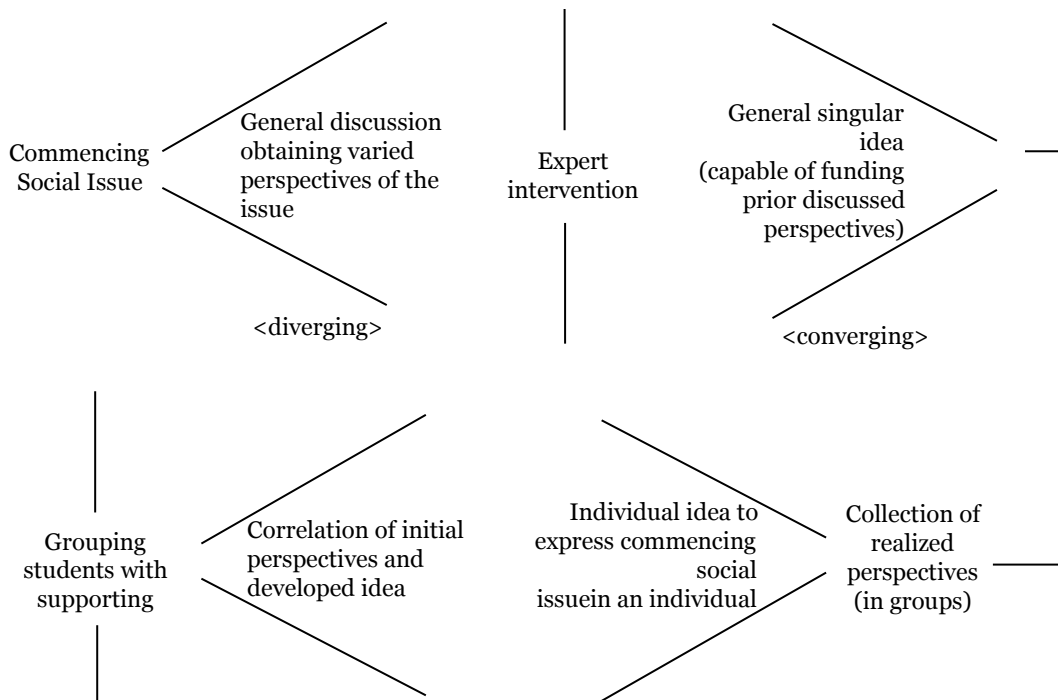 Commencing
Social Issue
General discussion
obtaining varied
perspectives of the
issue
<diverging>
Expert
intervention
General singular
idea
(capable of funding
prior discussed
perspectives)
<converging>
Grouping
students with
supporting
Correlation of initial
perspectives and
developed idea
Individual idea to
express commencing
social
issuein an individual
Collection of
realized
perspectives
(in groups)